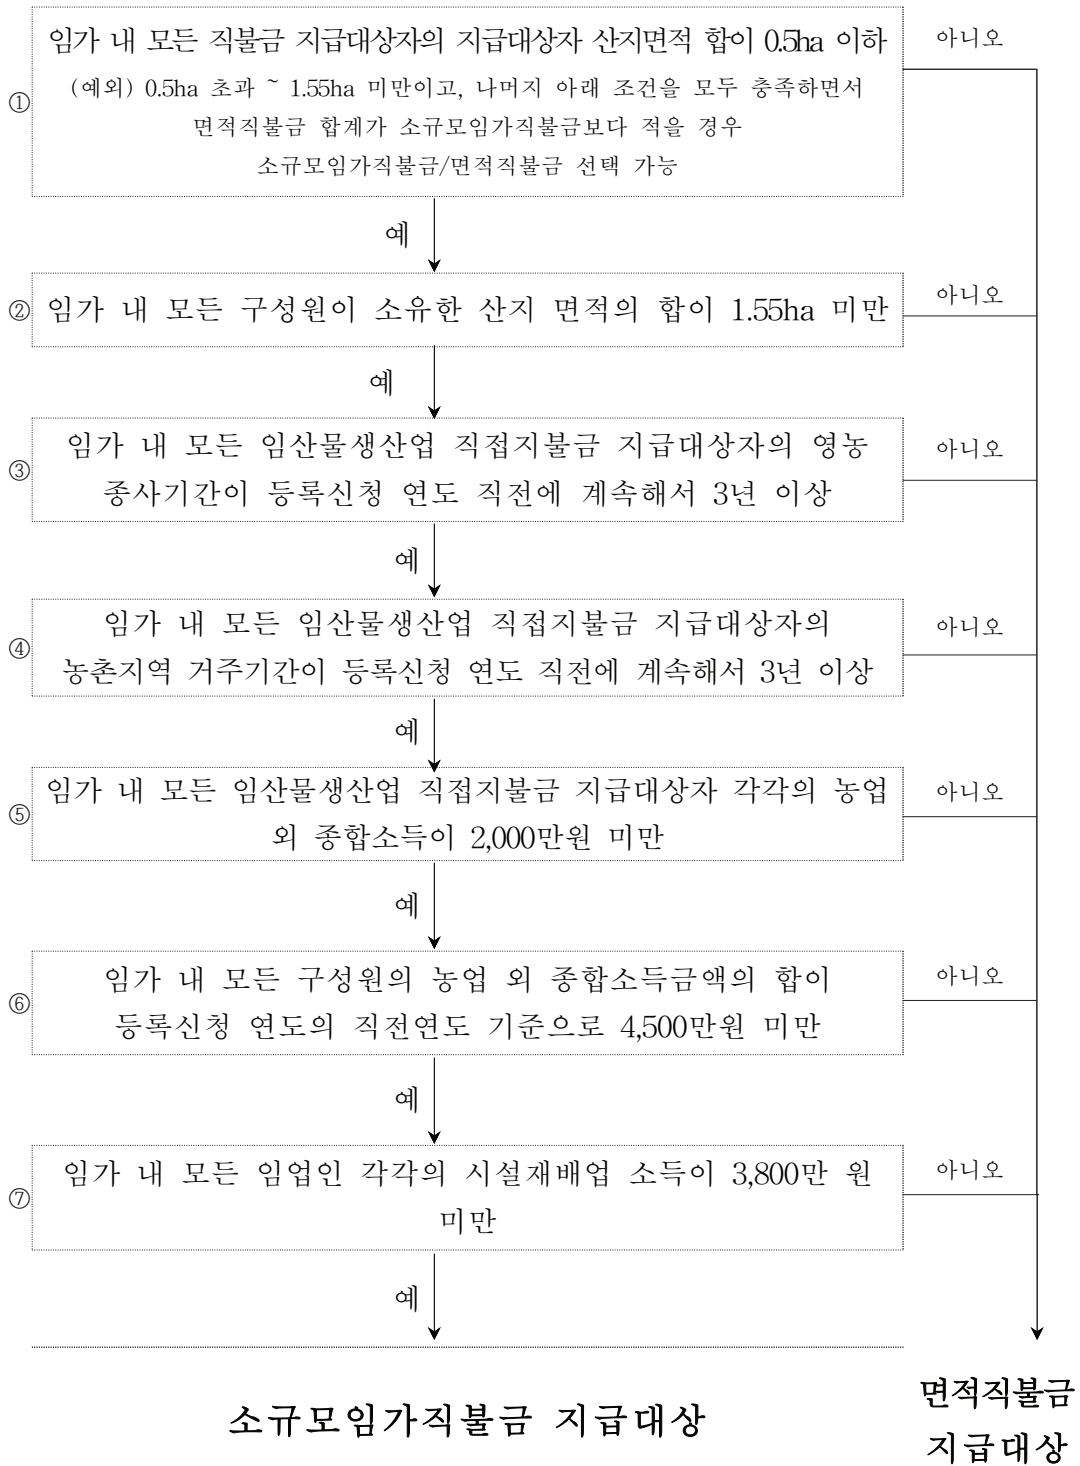 임가 내 모든 직불금 지급대상자의 지급대상자 산지면적 합이 0.5ha 이하
아니오
①
(예외) 0.5ha 초과 ~ 1.55ha 미만이고, 나머지 아래 조건을 모두 충족하면서
면적직불금 합계가 소규모임가직불금보다 적을 경우
소규모임가직불금/면적직불금 선택 가능
예
② 임가 내 모든 구성원이 소유한 산지 면적의 합이 1.55ha 미만
아니오
예
③
임가 내 모든 임산물생산업 직접지불금 지급대상자의 영농
종사기간이 등록신청 연도 직전에 계속해서 3년 이상
아니오
예
④
임가 내 모든 임산물생산업 직접지불금 지급대상자의
농촌지역 거주기간이 등록신청 연도 직전에 계속해서 3년 이상
아니오
예
⑤
임가 내 모든 임산물생산업 직접지불금 지급대상자 각각의 농업
외 종합소득이 2,000만원 미만
아니오
예
⑥
임가 내 모든 구성원의 농업 외 종합소득금액의 합이
등록신청 연도의 직전연도 기준으로 4,500만원 미만
아니오
예
⑦
임가 내 모든 임업인 각각의 시설재배업 소득이 3,800만 원
미만
아니오
예
소규모임가직불금 지급대상
면적직불금
지급대상